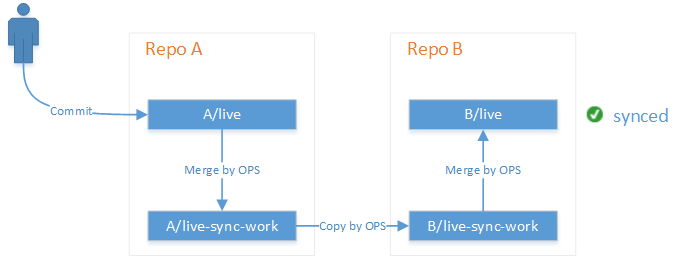 Repo A
Repo B
Commit
A/live
B/live
synced
Merge by OPS
Merge by OPS
A/live-sync-work
Copy by OPS
B/live-sync-work